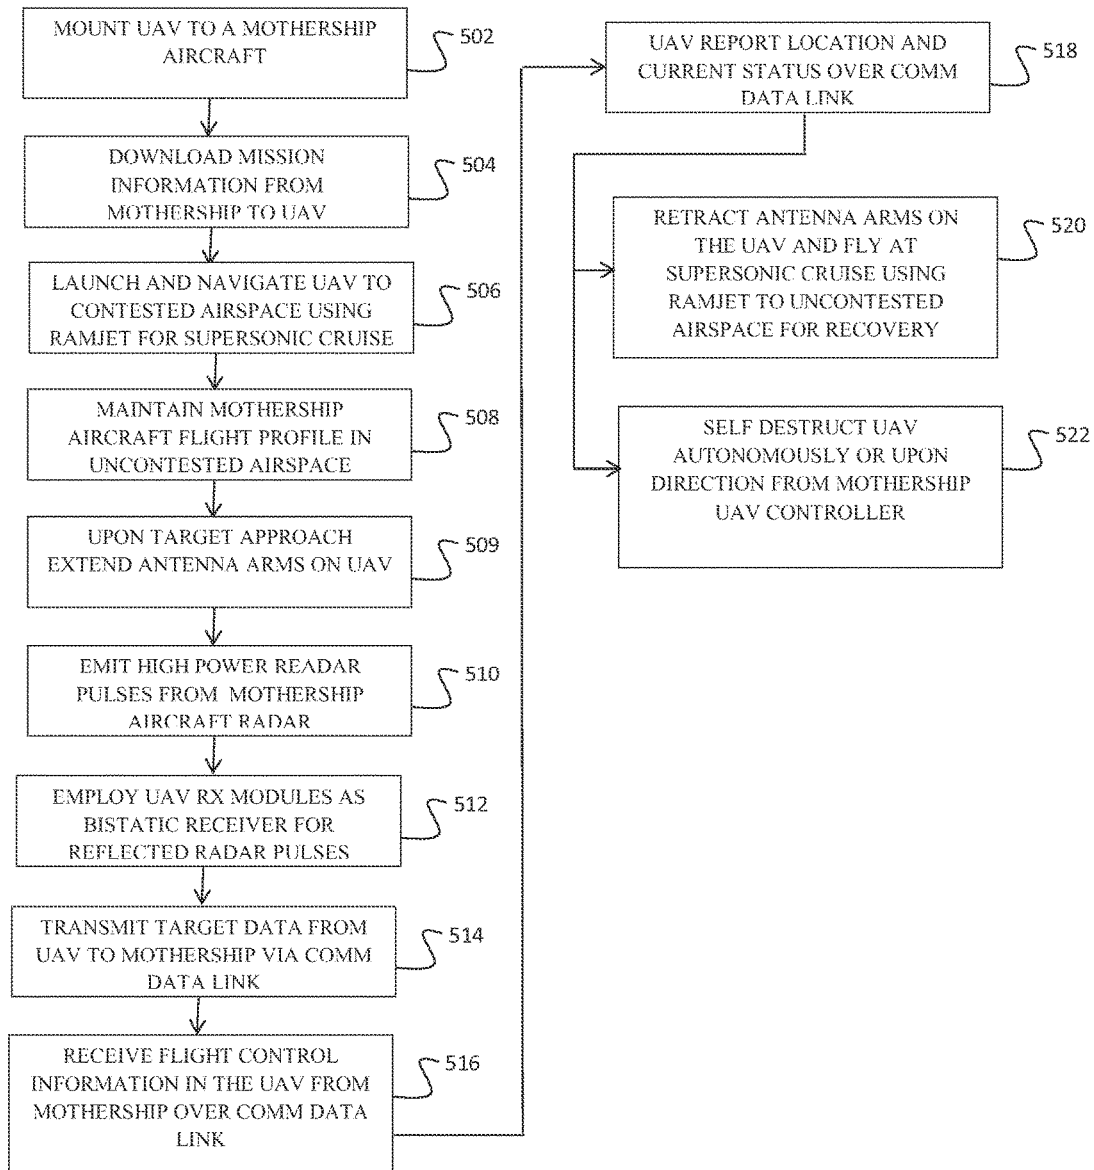 MOUNT UAV TO A MOTHERSHIP
AIRCRAFT
502
DOWNLOAD MISSION
INFORMATION FROM
MOTHERSHIP TO UAV
504
LAUNCH AND NAVIGATE UAV TO
CONTESTED AIRSPACE USING
RAMJET FOR SUPERSONIC CRUISE
506
MAINTAIN MOTHERSHIP
AIRCRAFT FLIGHT PROFILE IN
UNCONTESTED AIRSPACE
508
UPON TARGET APPROACH
EXTEND ANTENNA ARMS ON UAV
509
EMIT HIGH POWER READAR
PULSES FROM MOTHERSHIP
AIRCRAFT RADAR
510
EMPLOY UAV RX MODULES AS
BISTATIC RECEIVER FOR
REFLECTED RADAR PULSES
512
TRANSMIT TARGET DATA FROM
UAV TO MOTHERSHIP VIA COMM
DATA LINK
514
RECEIVE FLIGHT CONTROL
INFORMATION IN THE UAV FROM
MOTHERSHIP OVER COMM DATA
LINK
516
UAV REPORT LOCATION AND
CURRENT STATUS OVER COMM
DATA LINK
518
RETRACT ANTENNA ARMS ON
THE UAV AND FLY AT
SUPERSONIC CRUISE USING
RAMJET TO UNCONTESTED
AIRSPACE FOR RECOVERY
520
SELF DESTRUCT UAV
AUTONOMOUSLY OR UPON
DIRECTION FROM MOTHERSHIP
UAV CONTROLLER
522